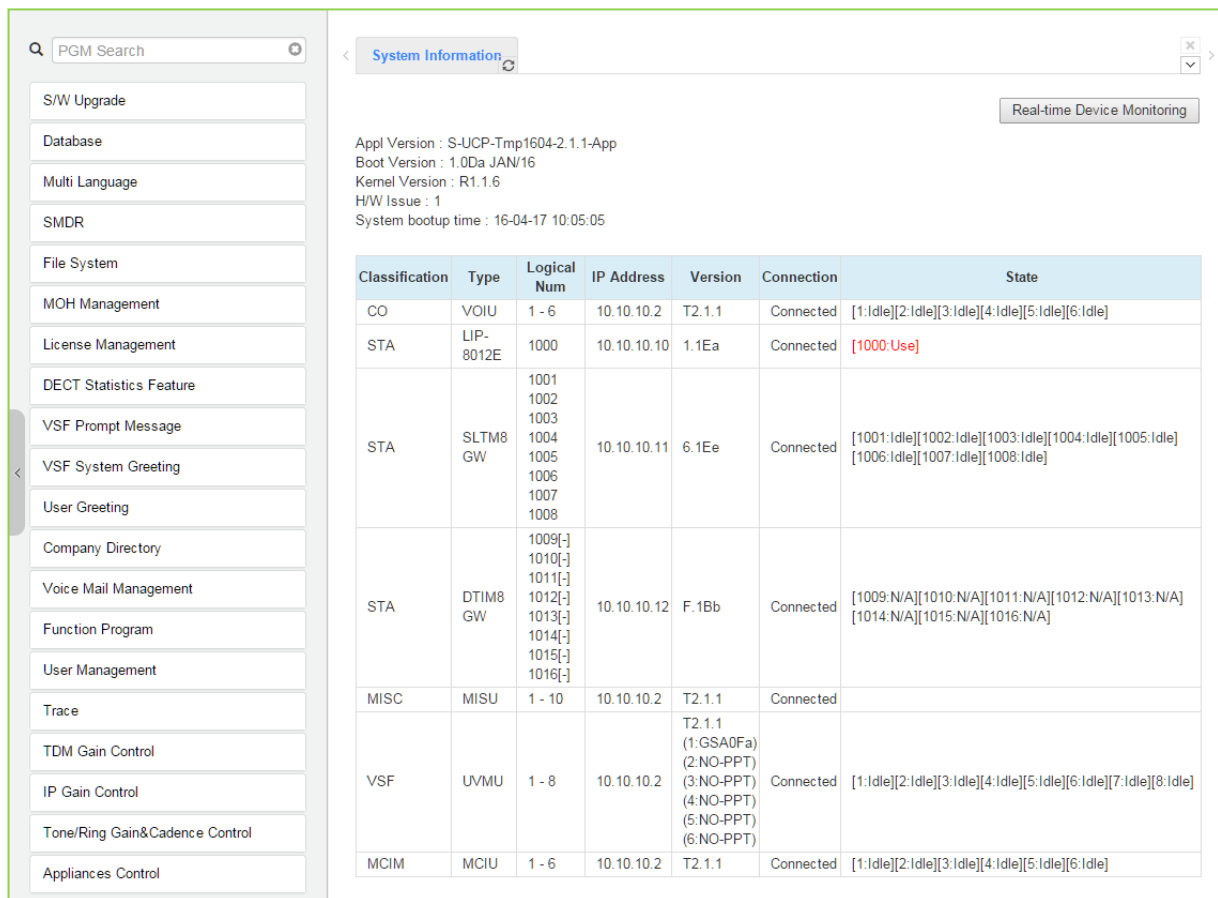 PGM Search
S/W Upgrade
Database
Multi Language
SMDR
File System
MOH Management
License Management
DECT Statistics Feature
VSF Prompt Message
VSF System Greeting
User Greeting
Company Directory
Voice Mail Management
Function Program
User Management
Trace
TDM Gain Control
IP Gain Control
Tone/Ring Gain&Cadence Control
Appliances Control
System Information
Real-time Device Monitoring
Appl Version : S-UCP-Tmp1604-2.1.1-App
Boot Version : 1.0Da JAN/16
Kernel Version : R1.1.6
H/W Issue : 1
System bootup time : 16-04-17 10:05:05
Classification Type Logical Num IP Address Version Connection State
CO VOIU 1 - 6 10.10.10.2 T2.1.1 Connected [1:Idle][2:Idle][3:Idle][4:Idle][5:Idle][6:Idle]
STA LIP-8012E 1000 10.10.10.10 1.1Ea Connected [1000:Use]
STA
SLTM8
GW
1001
1002
1003
1004
1005
1006
1007
1008
10.10.10.11 6.1Ee Connected
[1001:Idle][1002:Idle][1003:Idle][1004:Idle][1005:Idle]
[1006:Idle][1007:Idle][1008:Idle]
STA
DTIM8
GW
1009[-]
1010[-]
1011[-]
1012[-]
1013[-]
1014[-]
1015[-]
1016[-]
10.10.10.12 F.1Bb Connected
[1009:N/A][1010:N/A][1011:N/A][1012:N/A][1013:N/A]
[1014:N/A][1015:N/A][1016:N/A]
MISC MISU 1 - 10 10.10.10.2 T2.1.1 Connected
VSF UVMU 1 - 8 10.10.10.2
T2.1.1
(1:GSA0Fa)
(2:NO-PPT)
(3:NO-PPT)
(4:NO-PPT)
(5:NO-PPT)
(6:NO-PPT)
Connected [1:Idle][2:Idle][3:Idle][4:Idle][5:Idle][6:Idle][7:Idle][8:Idle]
MCIM MCIU 1 - 6 10.10.10.2 T2.1.1 Connected [1:Idle][2:Idle][3:Idle][4:Idle][5:Idle][6:Idle]